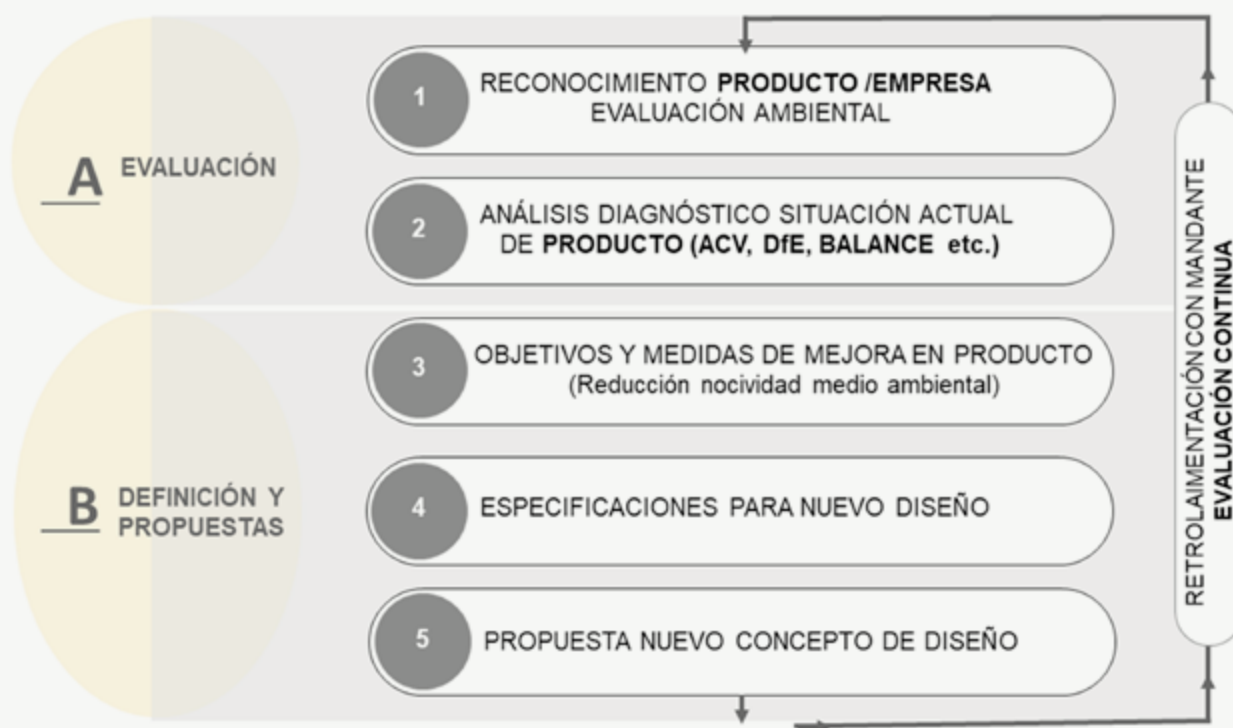 A EVALUACIÓN
1
RECONOCIMIENTO PRODUCTO /EMPRESA
EVALUACIÓN AMBIENTAL
2
ANÁLISIS DIAGNÓSTICO SITUACIÓN ACTUAL
DE PRODUCTO (ACV, DfE, BALANCE etc.)
B DEFINICIÓN Y
PROPUESTAS
3
OBJETIVOS Y MEDIDAS DE MEJORA EN PRODUCTO
(Reducción nocividad medio ambiental)
4
ESPECIFICACIONES PARA NUEVO DISEÑO
5
PROPUESTA NUEVO CONCEPTO DE DISEÑO
RETROLAIMENTACIÓN CON MANDANTE
EVALUACIÓN CONTINUA